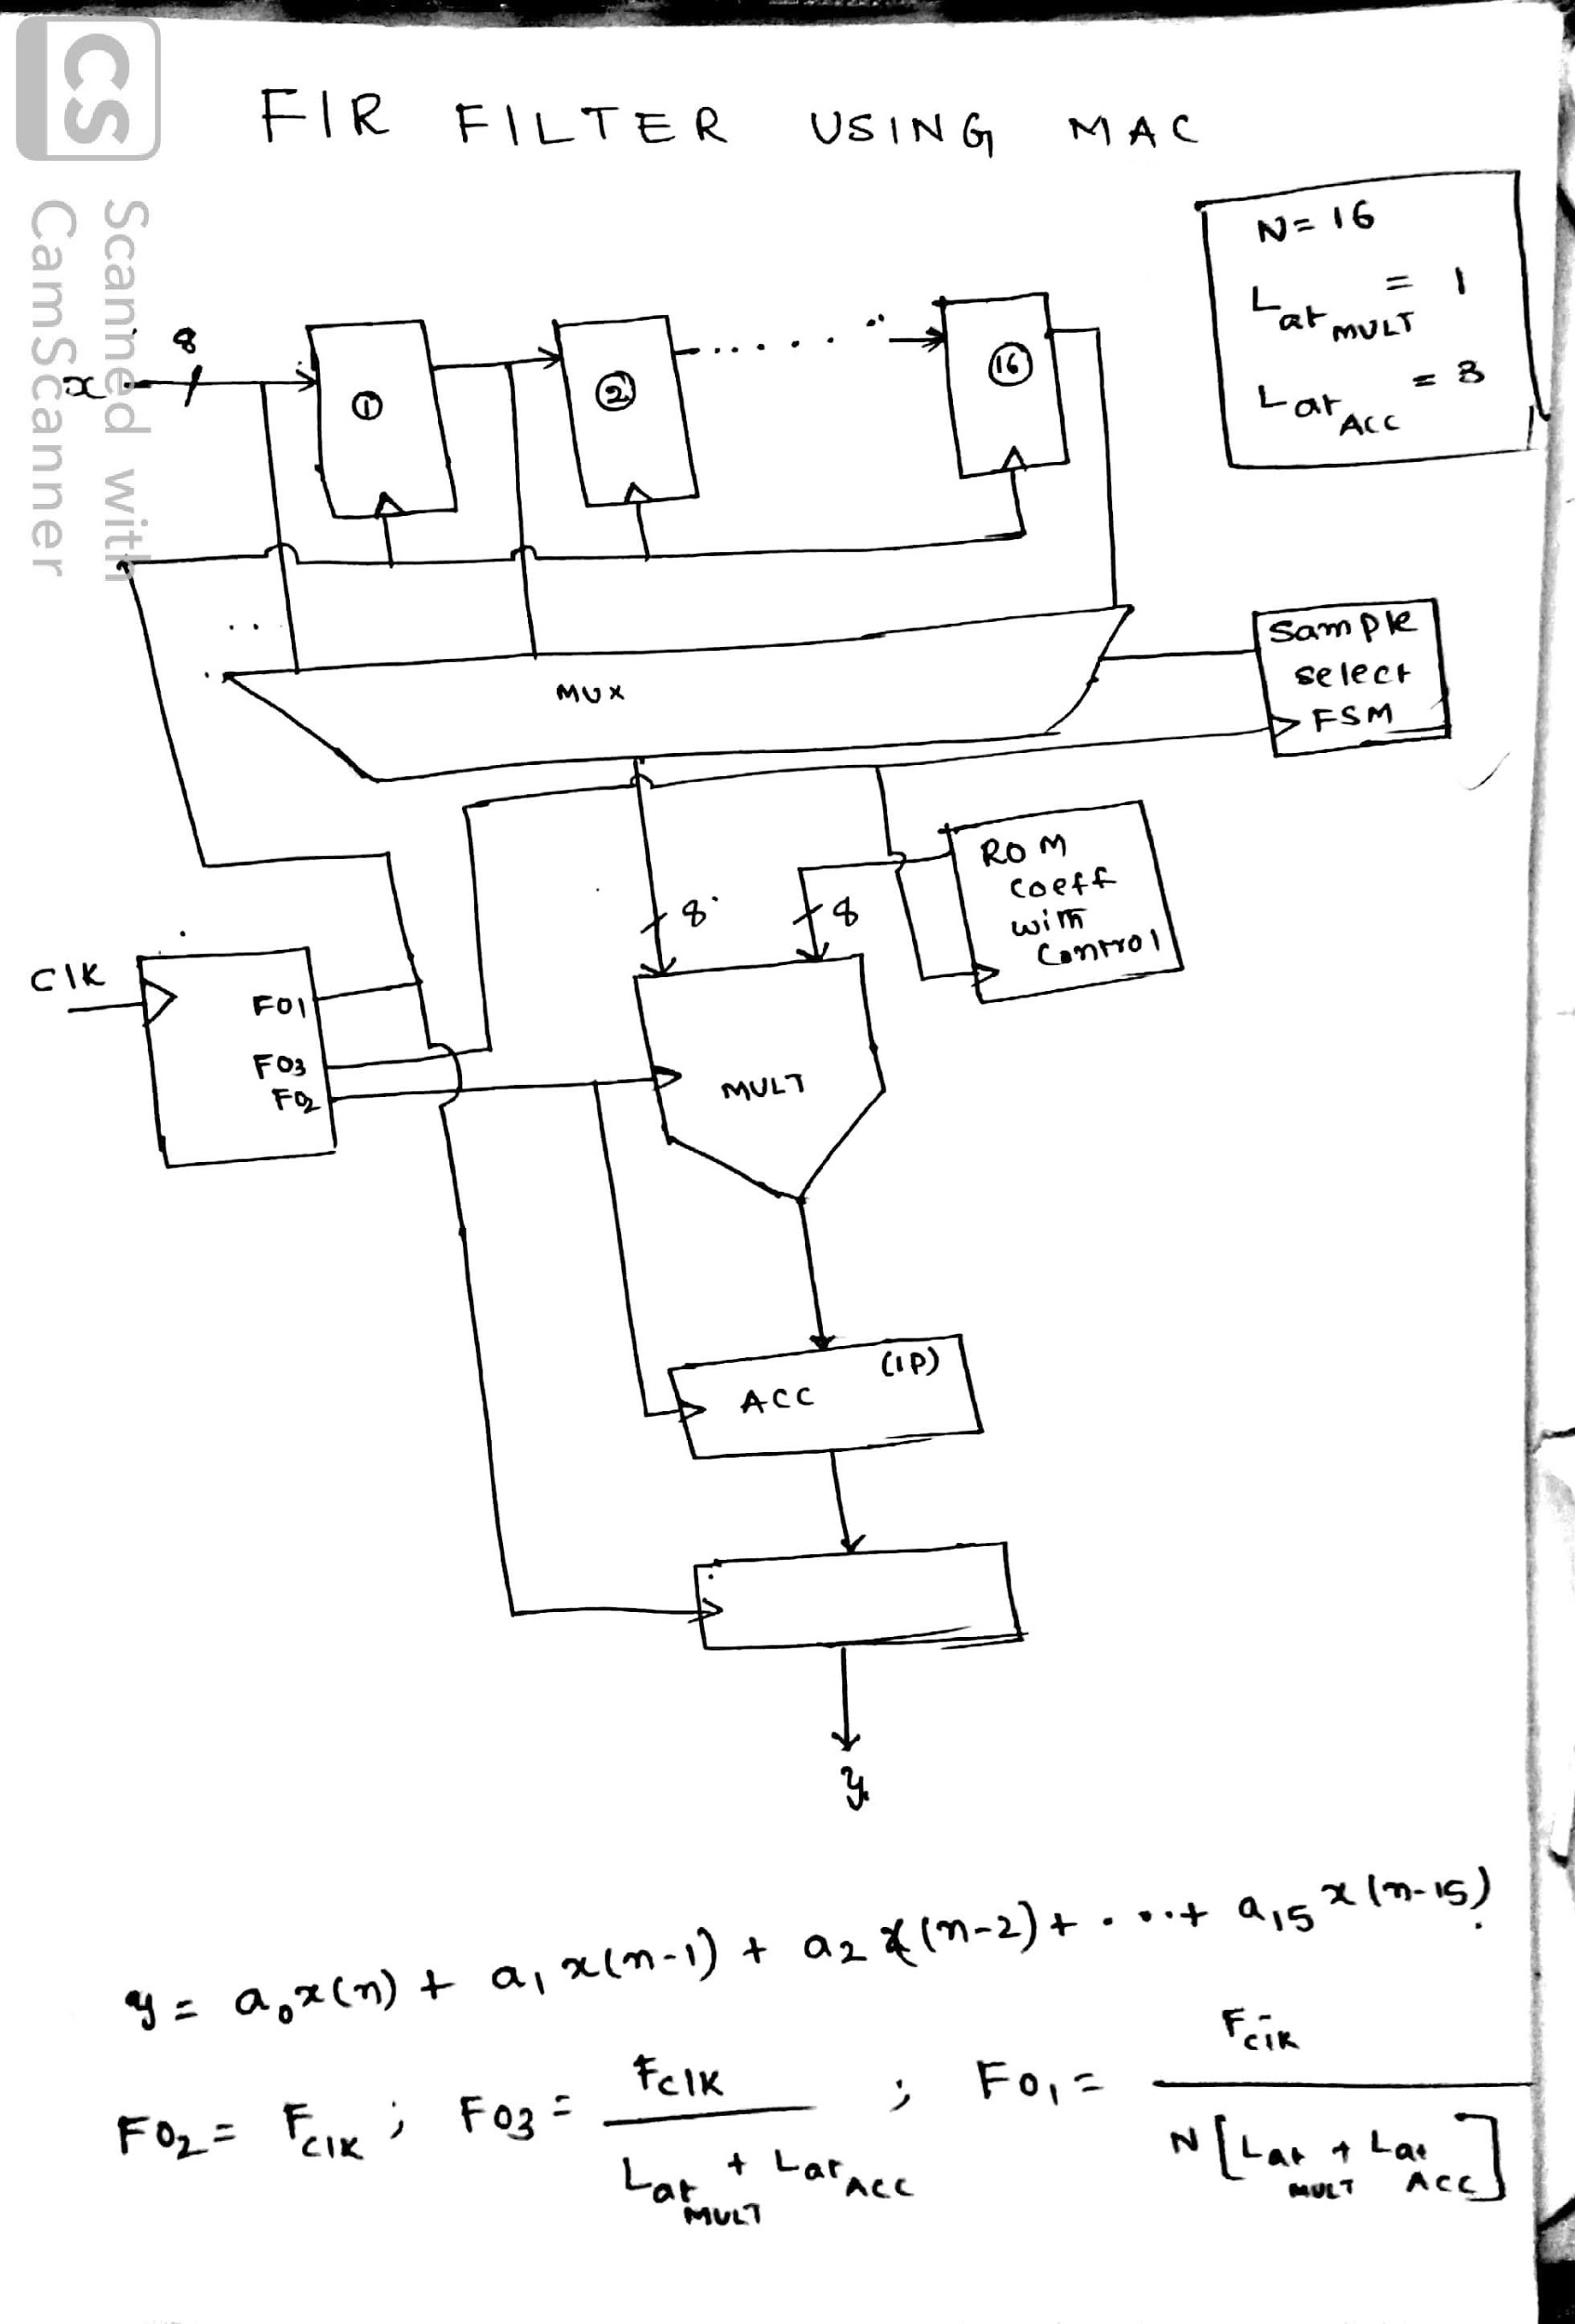 FIR FILTER USING MAC
N = 16
Lat MULT = 1
Lat ACC = 3
x
8
1
2
16
MUX
Sample
select
FSM
ROM
coeff
with
Control
8
8
Clk
FO1
FO3
FO2
MULT
ACC (IP)
y
y = a0x(n) + a1x(n-1) + a2x(n-2) + .... + a15x(n-15)
FO2 = Fclk ; FO3 = Fclk / Lat MULT + Lat ACC ; FO1 = Fclk / N [Lat MULT + Lat ACC]
CS
Scanned with
CamScanner